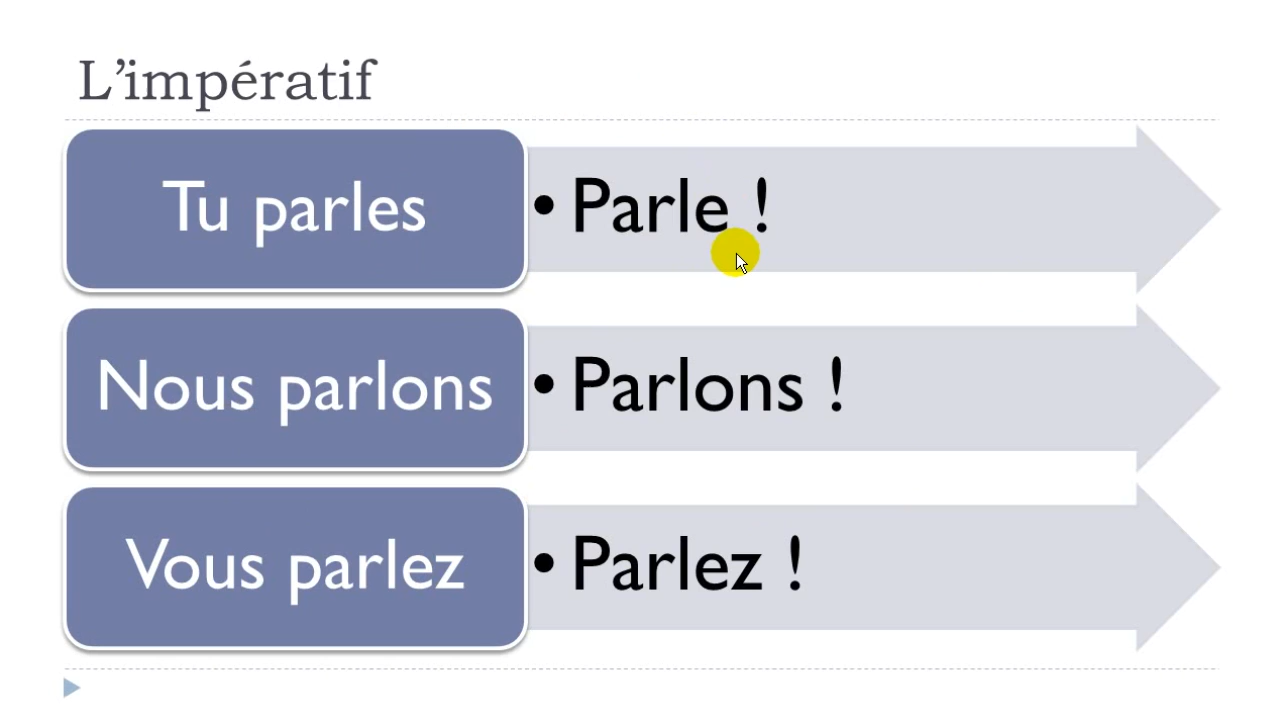 L’impératif
Tu parles
• Parle !
Nous parlons
• Parlons !
Vous parlez
• Parlez !